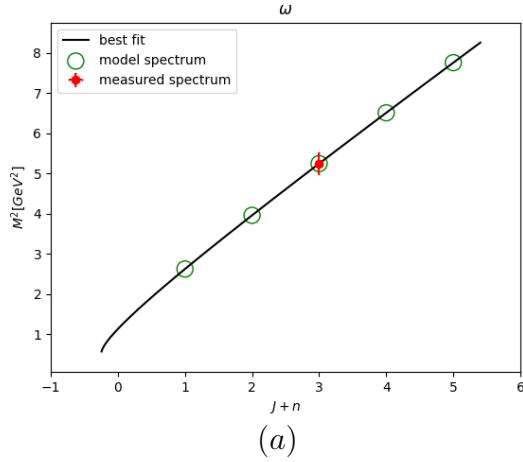 ω
best fit
model spectrum
measured spectrum
M²[GeV²]
8
7
6
5
4
3
2
1
−1 0 1 2 3 4 5 6
J + n
(a)